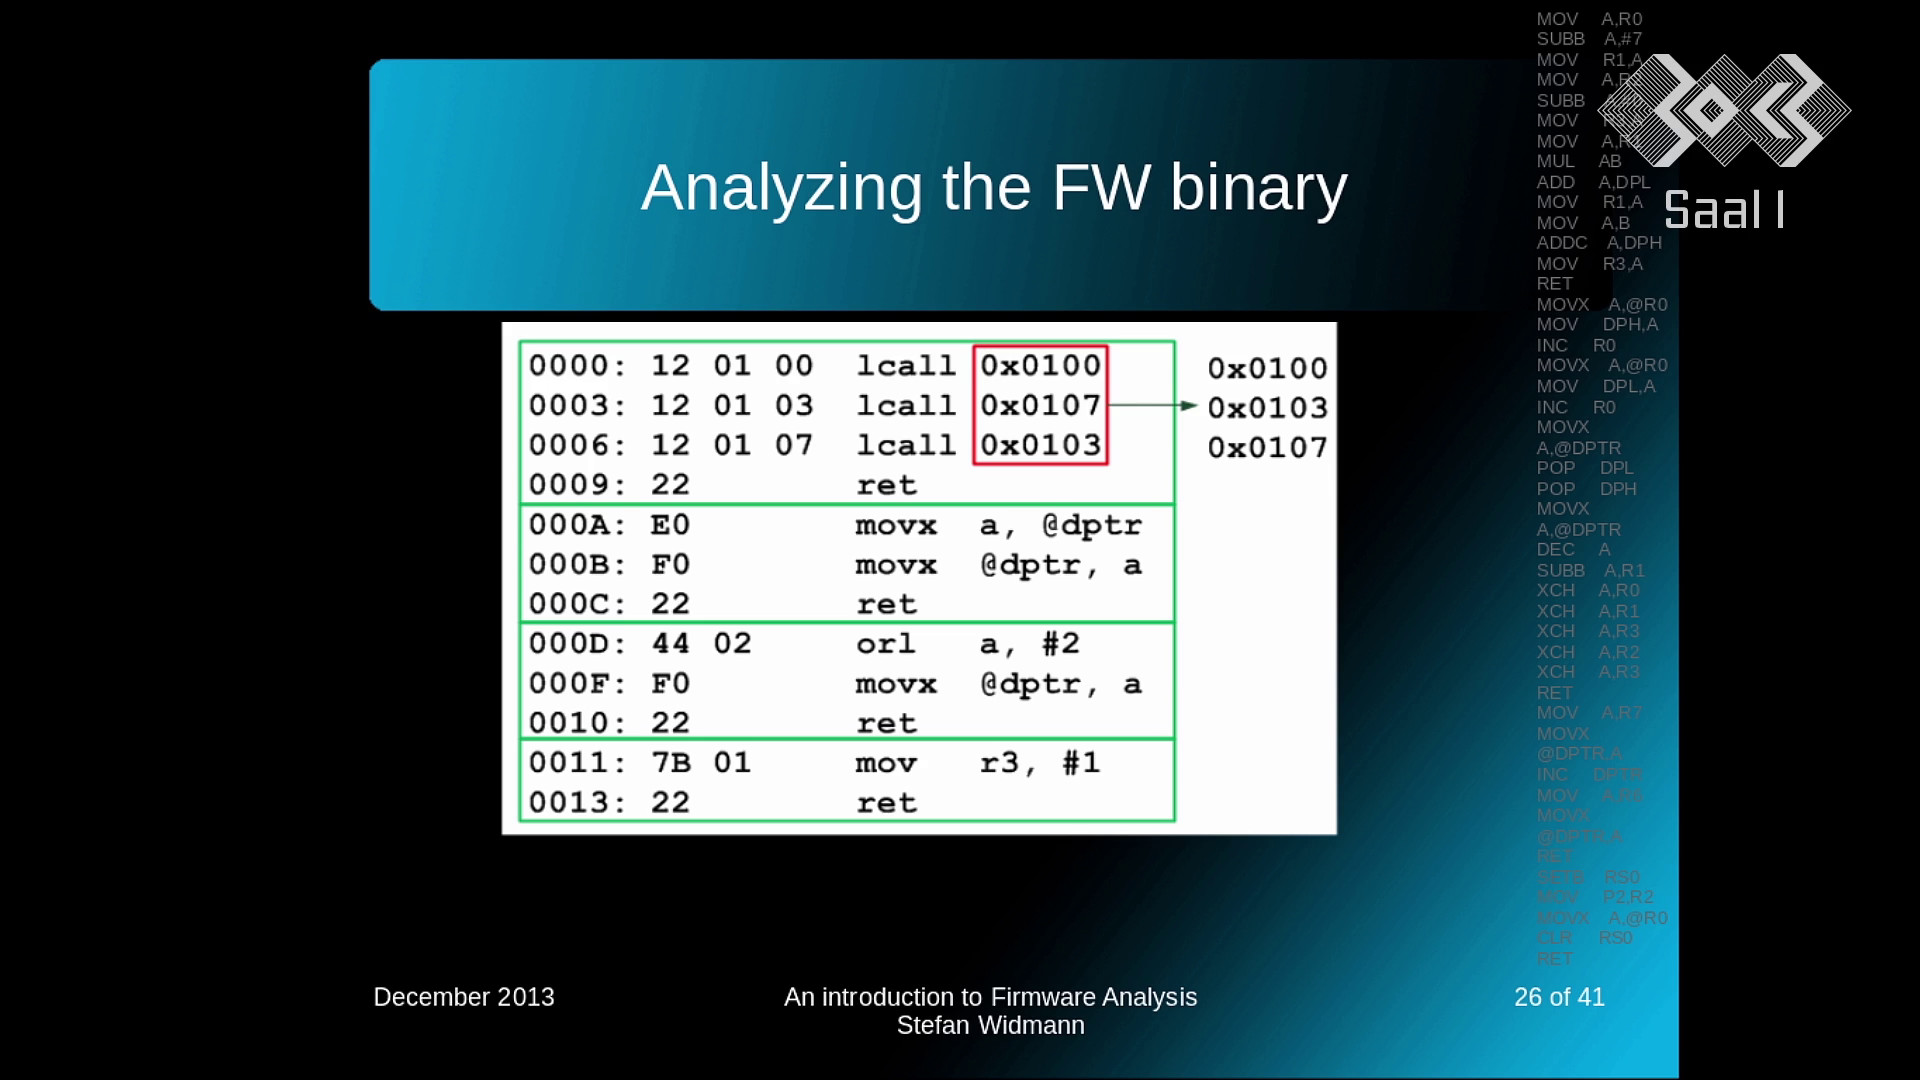 Analyzing the FW binary
0000: 12 01 00 lcall 0x0100 0x0100
0003: 12 01 03 lcall 0x0107 0x0103
0006: 12 01 07 lcall 0x0103 0x0107
0009: 22 ret
000A: E0 movx a, @dptr
000B: F0 movx @dptr, a
000C: 22 ret
000D: 44 02 orl a, #2
000F: F0 movx @dptr, a
0010: 22 ret
0011: 7B 01 mov r3, #1
0013: 22 ret
MOV A,R0
SUBB A,#7
MOV R1,A
MOV
SUBB
MOV
MOV
MUL AB
ADD A,DPL
MOV R1,A
MOV A,B
ADDC A,DPH
MOV R3,A
RET
MOVX A,@R0
MOV DPH,A
INC R0
MOVX A,@R0
MOV DPL,A
INC R0
MOVX
A,@DPTR
POP DPL
POP DPH
MOVX
A,@DPTR
DEC A
SUBB A,R1
XCH A,R0
XCH A,R1
XCH A,R3
XCH A,R2
XCH A,R3
RET
MOV A,R7
MOVX
@DPTR,A
INC DPTR
MOV A,R6
MOVX
@DPTR,A
RET
SETB RS0
MOV P2,R2
MOVX A,@R0
CLR RS0
RET
Saal 1
December 2013
An introduction to Firmware Analysis
Stefan Widmann
26 of 41